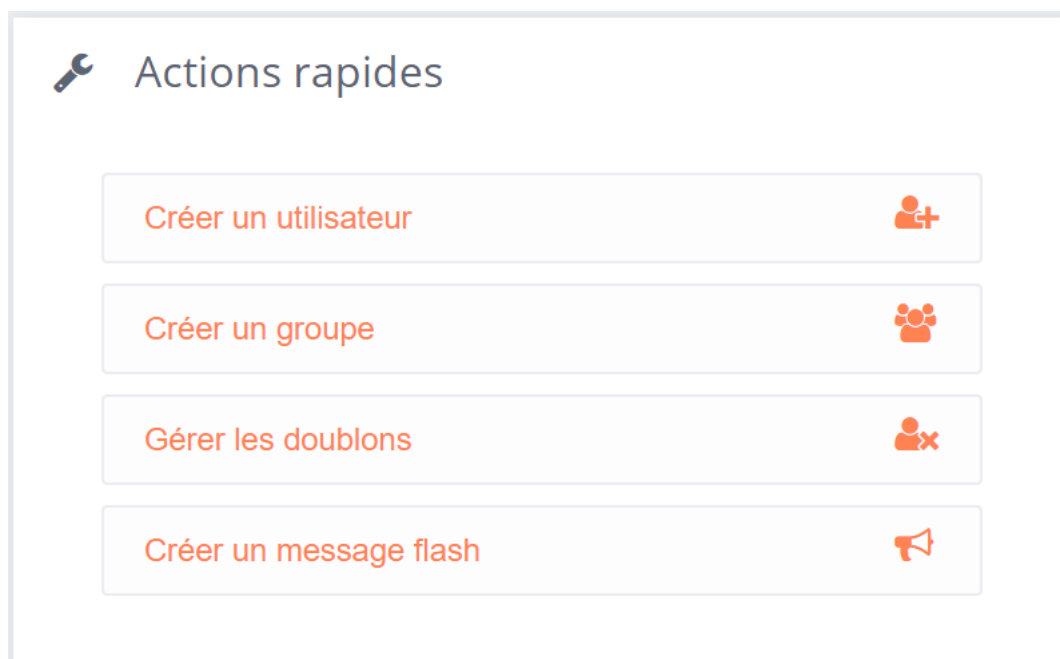 Actions rapides
Créer un utilisateur
Créer un groupe
Gérer les doublons
Créer un message flash